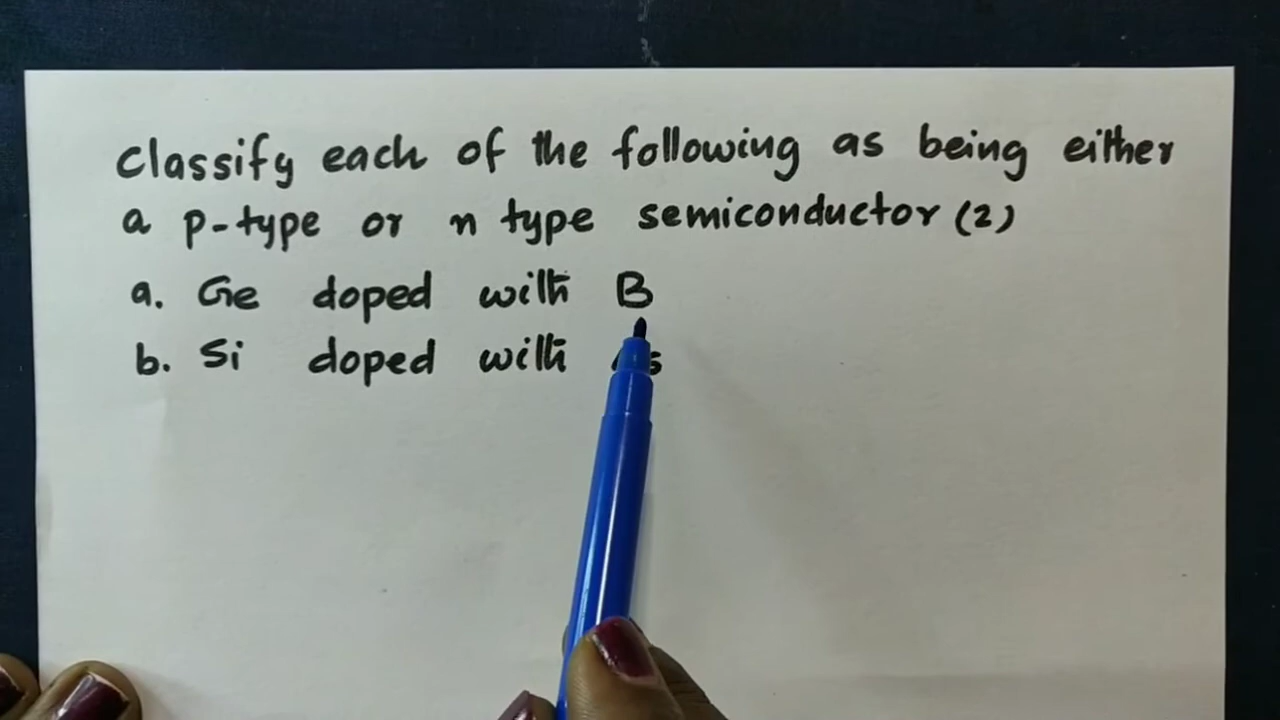 classify each of the following as being either
a p-type or n type semiconductor (2)
a. Ge doped with B
b. Si doped with